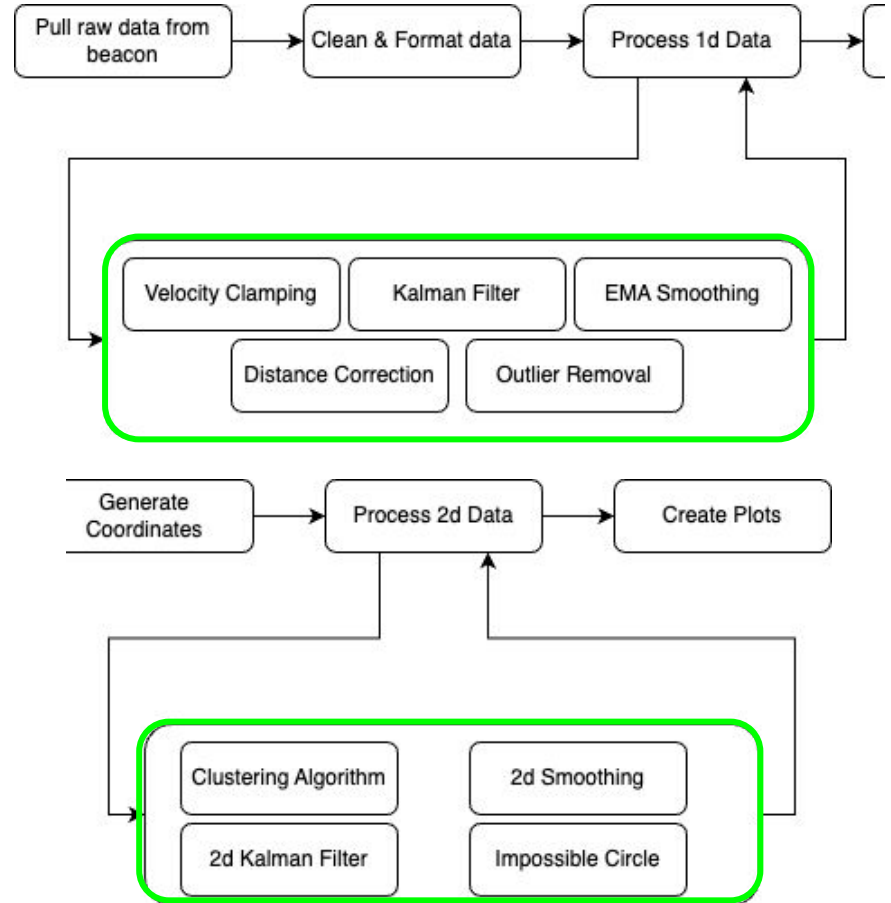 Pull raw data from
beacon
Clean & Format data
Process 1d Data
Velocity Clamping
Kalman Filter
EMA Smoothing
Distance Correction
Outlier Removal
Generate
Coordinates
Process 2d Data
Create Plots
Clustering Algorithm
2d Smoothing
2d Kalman Filter
Impossible Circle